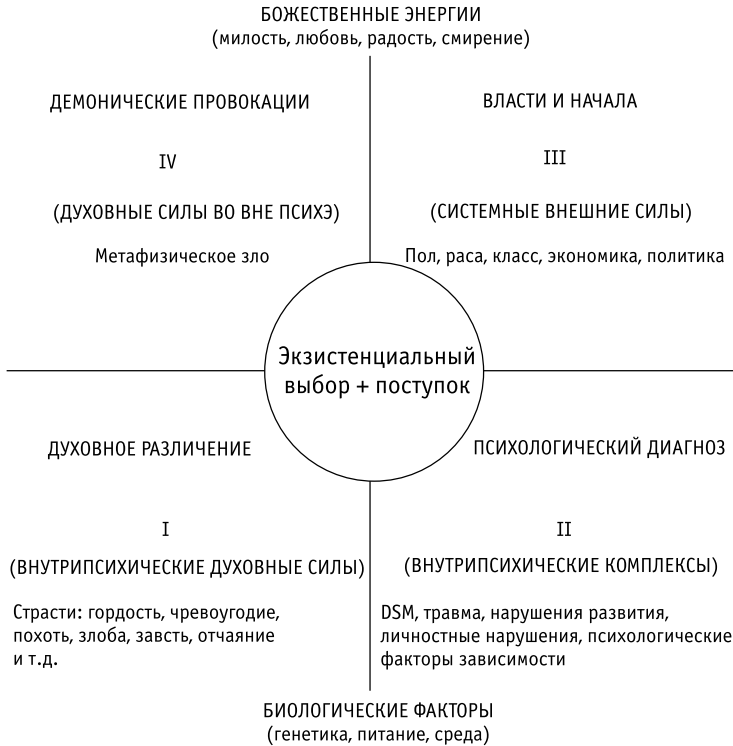 БОЖЕСТВЕННЫЕ ЭНЕРГИИ
(милость, любовь, радость, смирение)
ДЕМОНИЧЕСКИЕ ПРОВОКАЦИИ
IV
(ДУХОВНЫЕ СИЛЫ ВО ВНЕ ПСИХЭ)
Метафизическое зло
ВЛАСТИ И НАЧАЛА
III
(СИСТЕМНЫЕ ВНЕШНИЕ СИЛЫ)
Пол, раса, класс, экономика, политика
Экзистенциальный
выбор + поступок
ДУХОВНОЕ РАЗЛИЧЕНИЕ
I
(ВНУТРИПСИХИЧЕСКИЕ ДУХОВНЫЕ СИЛЫ)
Страсти: гордость, чревоугодие,
похоть, злоба, завсть, отчаяние
и т.д.
ПСИХОЛОГИЧЕСКИЙ ДИАГНОЗ
II
(ВНУТРИПСИХИЧЕСКИЕ КОМПЛЕКСЫ)
DSM, травма, нарушения развития,
личностные нарушения, психологические
факторы зависимости
БИОЛОГИЧЕСКИЕ ФАКТОРЫ
(генетика, питание, среда)